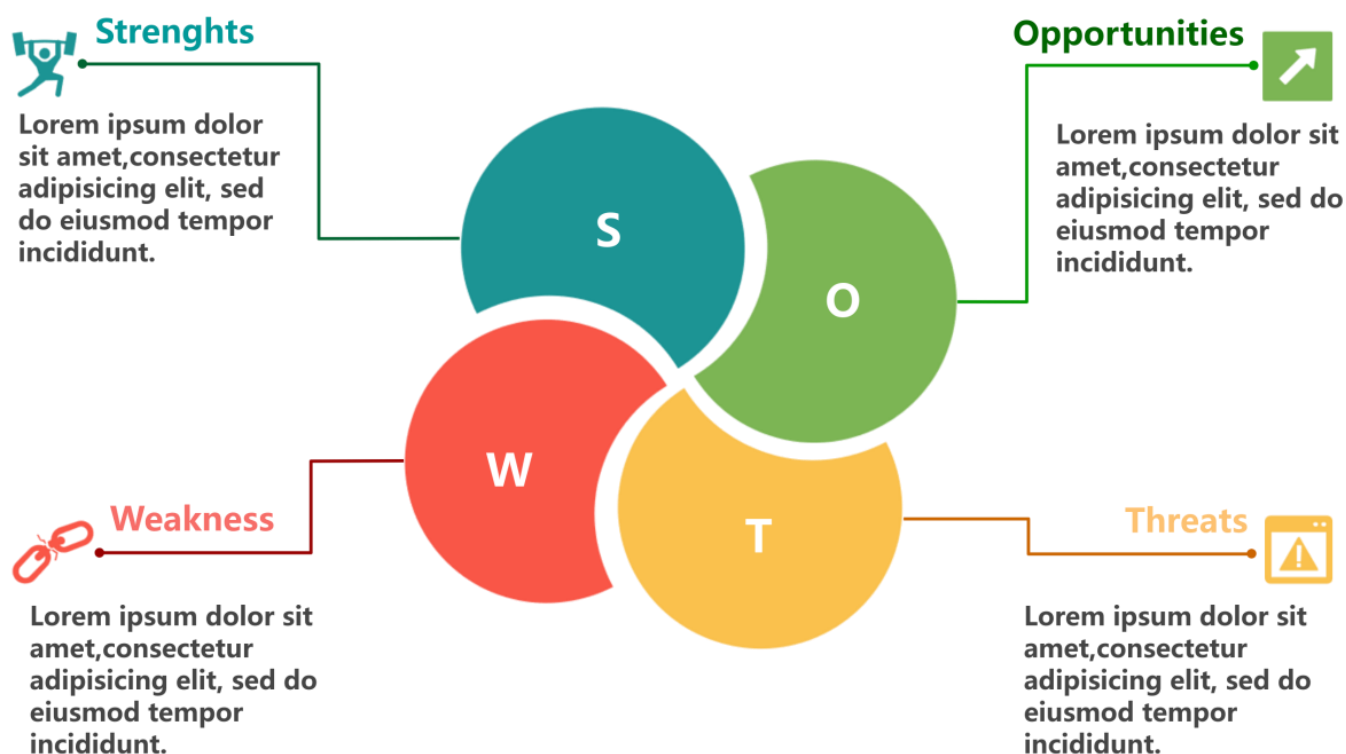 Strenghts
Lorem ipsum dolor
sit amet,consectetur
adipisicing elit, sed
do eiusmod tempor
incididunt.
Opportunities
Lorem ipsum dolor sit
amet,consectetur
adipisicing elit, sed do
eiusmod tempor
incididunt.
S
O
W
T
Weakness
Lorem ipsum dolor sit
amet,consectetur
adipisicing elit, sed do
eiusmod tempor
incididunt.
Threats
Lorem ipsum dolor sit
amet,consectetur
adipisicing elit, sed do
eiusmod tempor
incididunt.